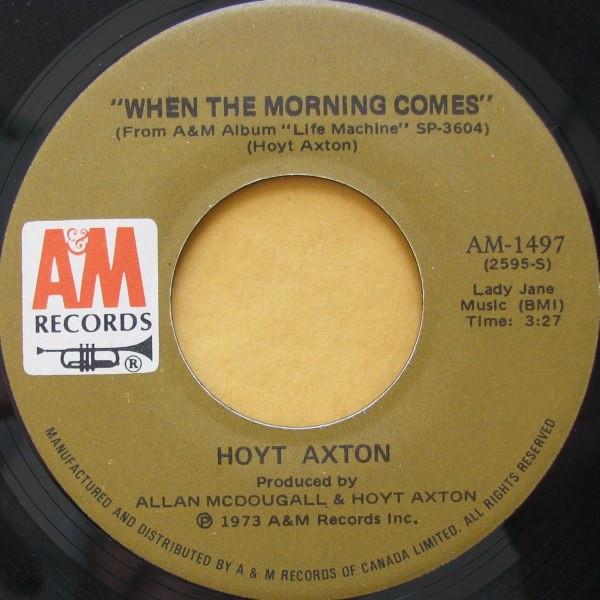 "WHEN THE MORNING COMES"
(From A&M Album "Life Machine" SP-3604)
(Hoyt Axton)
A&M
RECORDS
®
AM-1497
(2595-S)
Lady Jane
Music (BMI)
Time: 3:27
HOYT AXTON
Produced by
ALLAN MCDOUGALL & HOYT AXTON
℗ 1973 A&M Records Inc.
MANUFACTURED AND DISTRIBUTED BY A & M RECORDS OF CANADA LIMITED. ALL RIGHTS RESERVED